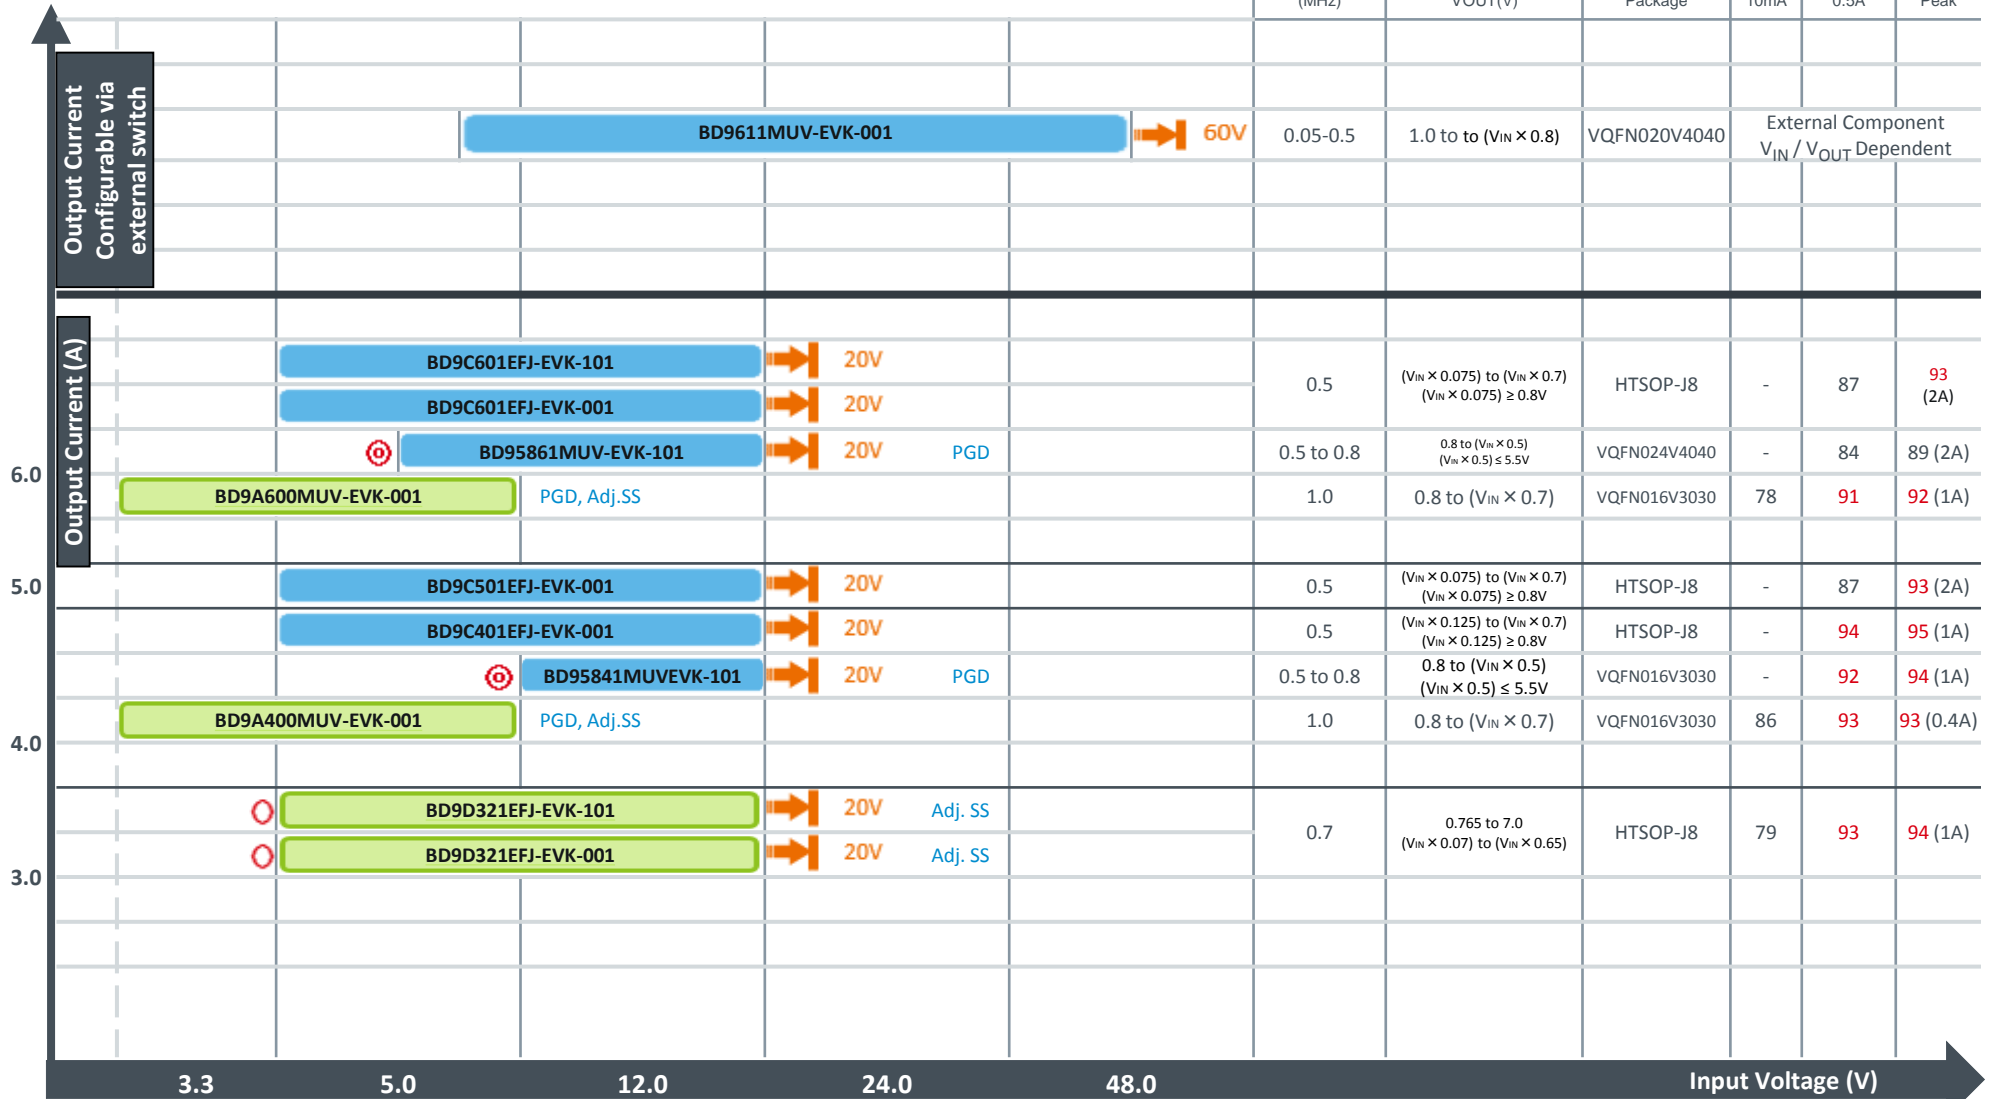 (MHz) VOUT(V) Package 10mA 0.5A Peak
Output Current
Configurable via
external switch
BD9611MUV-EVK-001 60V 0.05-0.5 1.0 to to (VIN × 0.8) VQFN020V4040 External Component
VIN / VOUT Dependent
Output Current (A)
BD9C601EFJ-EVK-101 20V
BD9C601EFJ-EVK-001 20V
0.5 (VIN × 0.075) to (VIN × 0.7) HTSOP-J8 - 87 93
(VIN × 0.075) ≥ 0.8V (2A)
BD95861MUV-EVK-101 20V PGD 0.5 to 0.8 0.8 to (VIN × 0.5) VQFN024V4040 - 84 89 (2A)
(VIN × 0.5) ≤ 5.5V
6.0
BD9A600MUV-EVK-001 PGD, Adj.SS 1.0 0.8 to (VIN × 0.7) VQFN016V3030 78 91 92 (1A)
5.0 BD9C501EFJ-EVK-001 20V 0.5 (VIN × 0.075) to (VIN × 0.7) HTSOP-J8 - 87 93 (2A)
(VIN × 0.075) ≥ 0.8V
BD9C401EFJ-EVK-001 20V 0.5 (VIN × 0.125) to (VIN × 0.7) HTSOP-J8 - 94 95 (1A)
(VIN × 0.125) ≥ 0.8V
BD95841MUVEVK-101 20V PGD 0.5 to 0.8 0.8 to (VIN × 0.5) VQFN016V3030 - 92 94 (1A)
(VIN × 0.5) ≤ 5.5V
BD9A400MUV-EVK-001 PGD, Adj.SS 1.0 0.8 to (VIN × 0.7) VQFN016V3030 86 93 93 (0.4A)
4.0
BD9D321EFJ-EVK-101 20V Adj. SS
BD9D321EFJ-EVK-001 20V Adj. SS
0.7 0.765 to 7.0 HTSOP-J8 79 93 94 (1A)
(VIN × 0.07) to (VIN × 0.65)
3.0
3.3 5.0 12.0 24.0 48.0 Input Voltage (V)